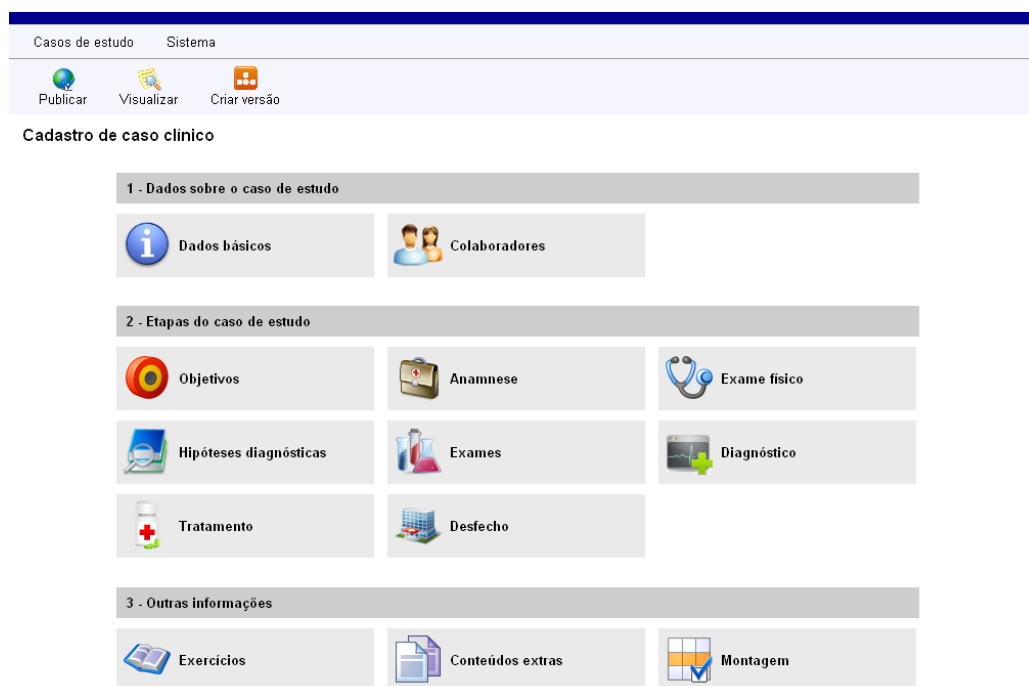 Casos de estudo Sistema
Publicar Visualizar Criar versão
Cadastro de caso clínico
1 - Dados sobre o caso de estudo
Dados básicos Colaboradores
2 - Etapas do caso de estudo
Objetivos Anamnese Exame físico
Hipóteses diagnósticas Exames Diagnóstico
Tratamento Desfecho
3 - Outras informações
Exercícios Conteúdos extras Montagem